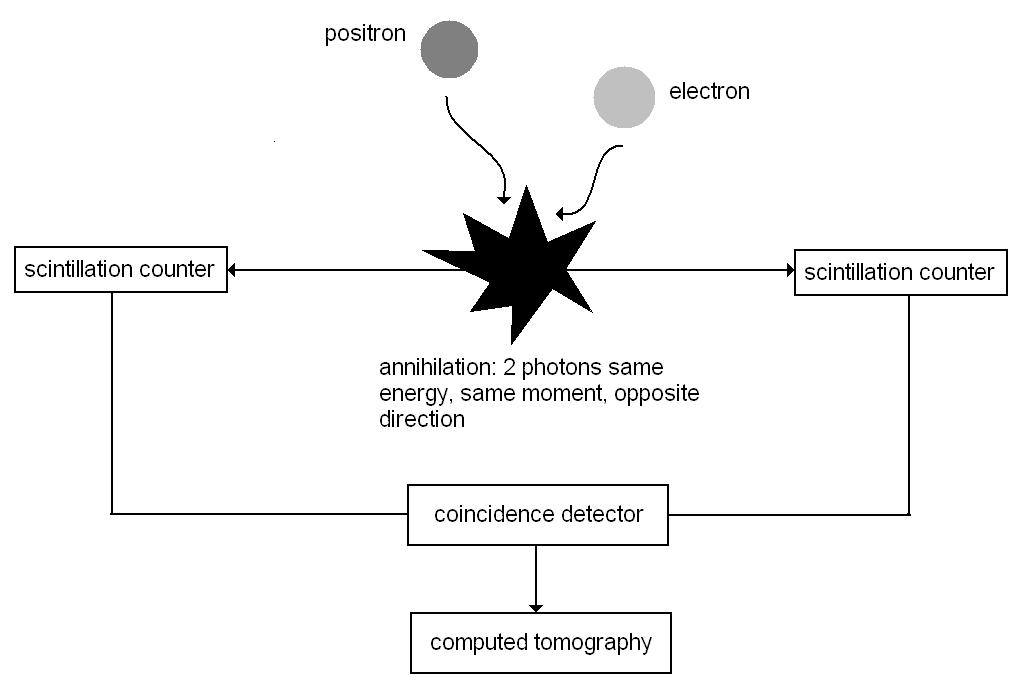 positron
electron
scintillation counter
scintillation counter
annihilation: 2 photons same
energy, same moment, opposite
direction
coincidence detector
computed tomography